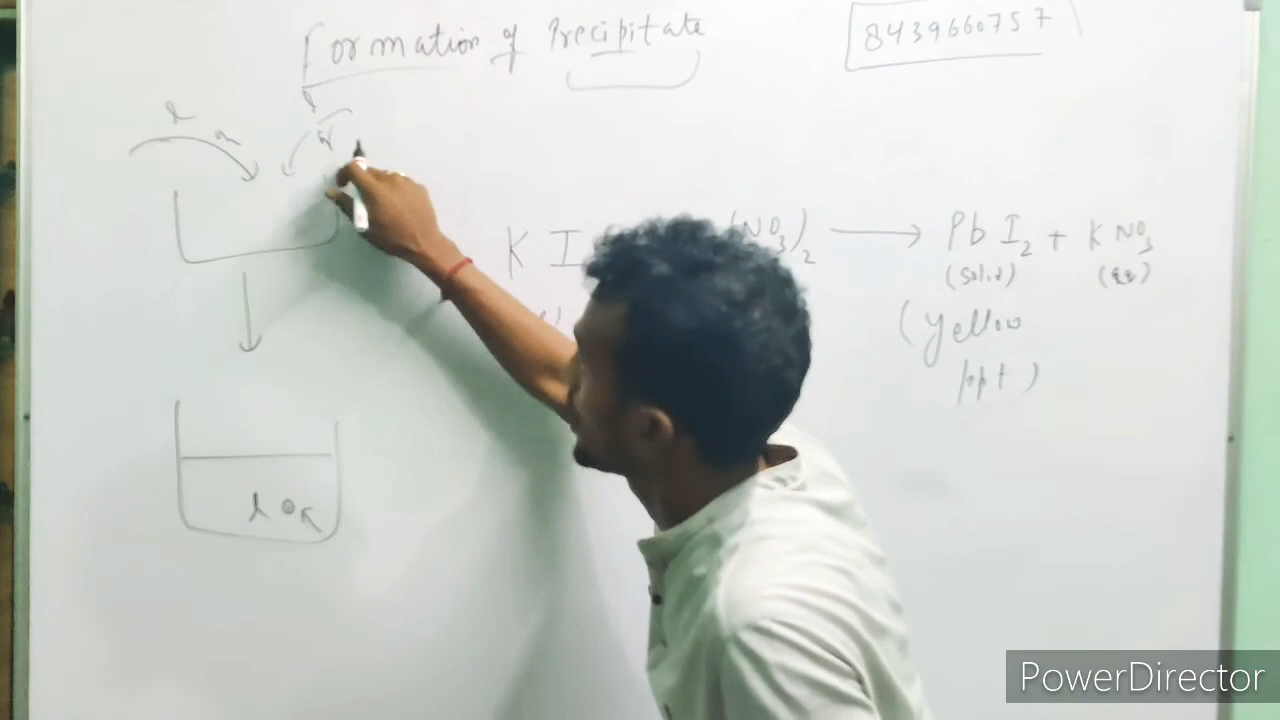 Formation of Precipitate
8439660757
K I (NO3)2 → Pb I2 + K NO3
(Solid) (aq)
(Yellow
ppt)
PowerDirector